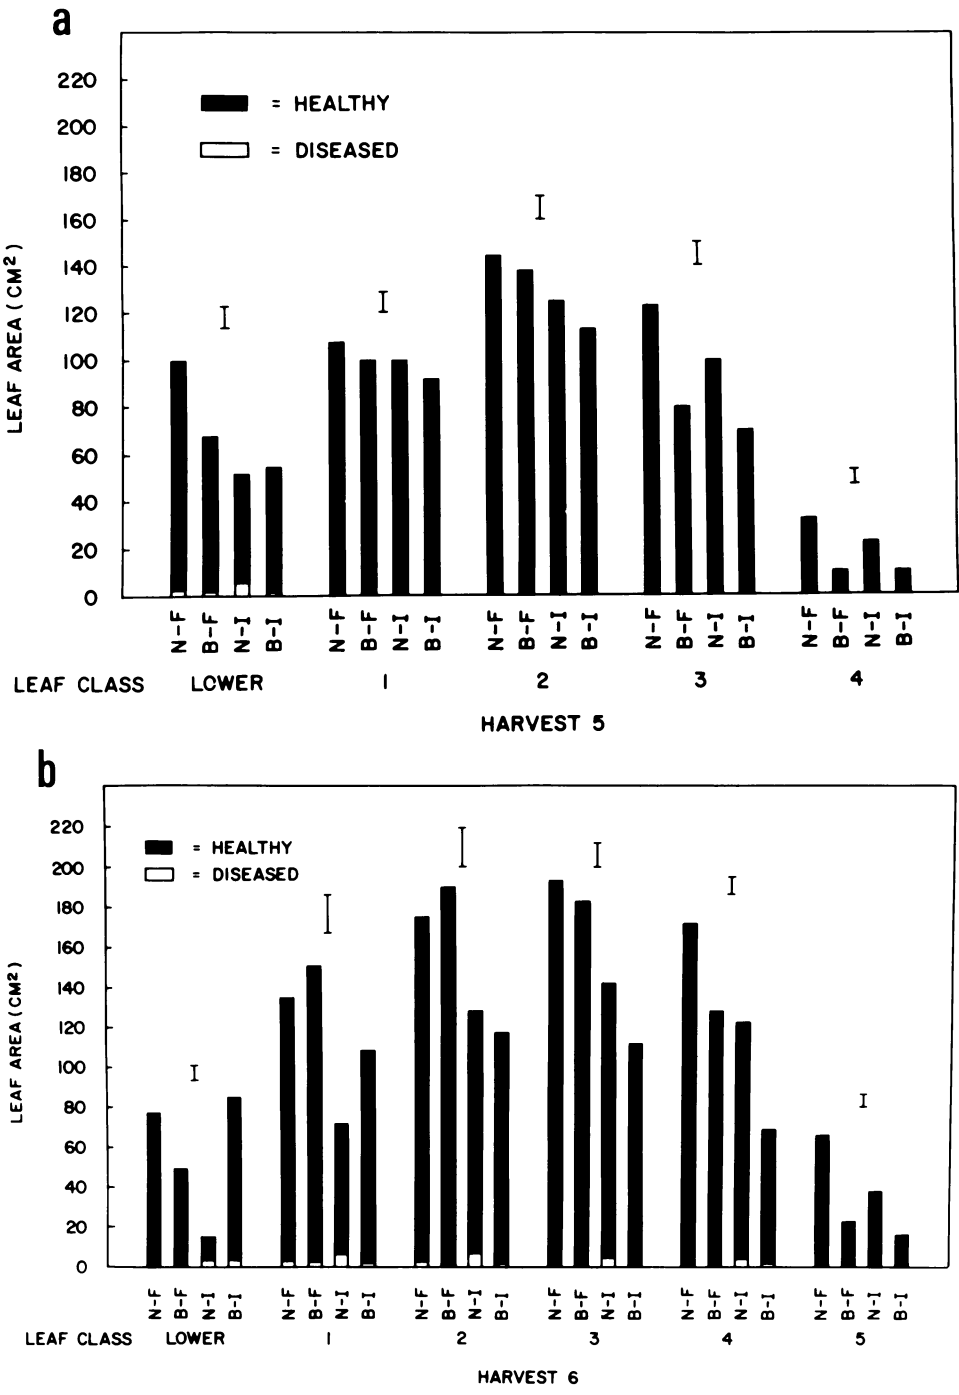 a
220
200
180
160
140
120
100
80
60
40
20
0
LEAF AREA (CM²)
= HEALTHY
= DISEASED
N-F B-F N-I B-I N-F B-F N-I B-I N-F B-F N-I B-I N-F B-F N-I B-I N-F B-F N-I B-I
LEAF CLASS LOWER 1 2 3 4
HARVEST 5
b
220
200
180
160
140
120
100
80
60
40
20
0
LEAF AREA (CM²)
= HEALTHY
= DISEASED
N-F B-F N-I B-I N-F B-F N-I B-I N-F B-F N-I B-I N-F B-F N-I B-I N-F B-F N-I B-I N-F B-F N-I B-I
LEAF CLASS LOWER 1 2 3 4 5
HARVEST 6